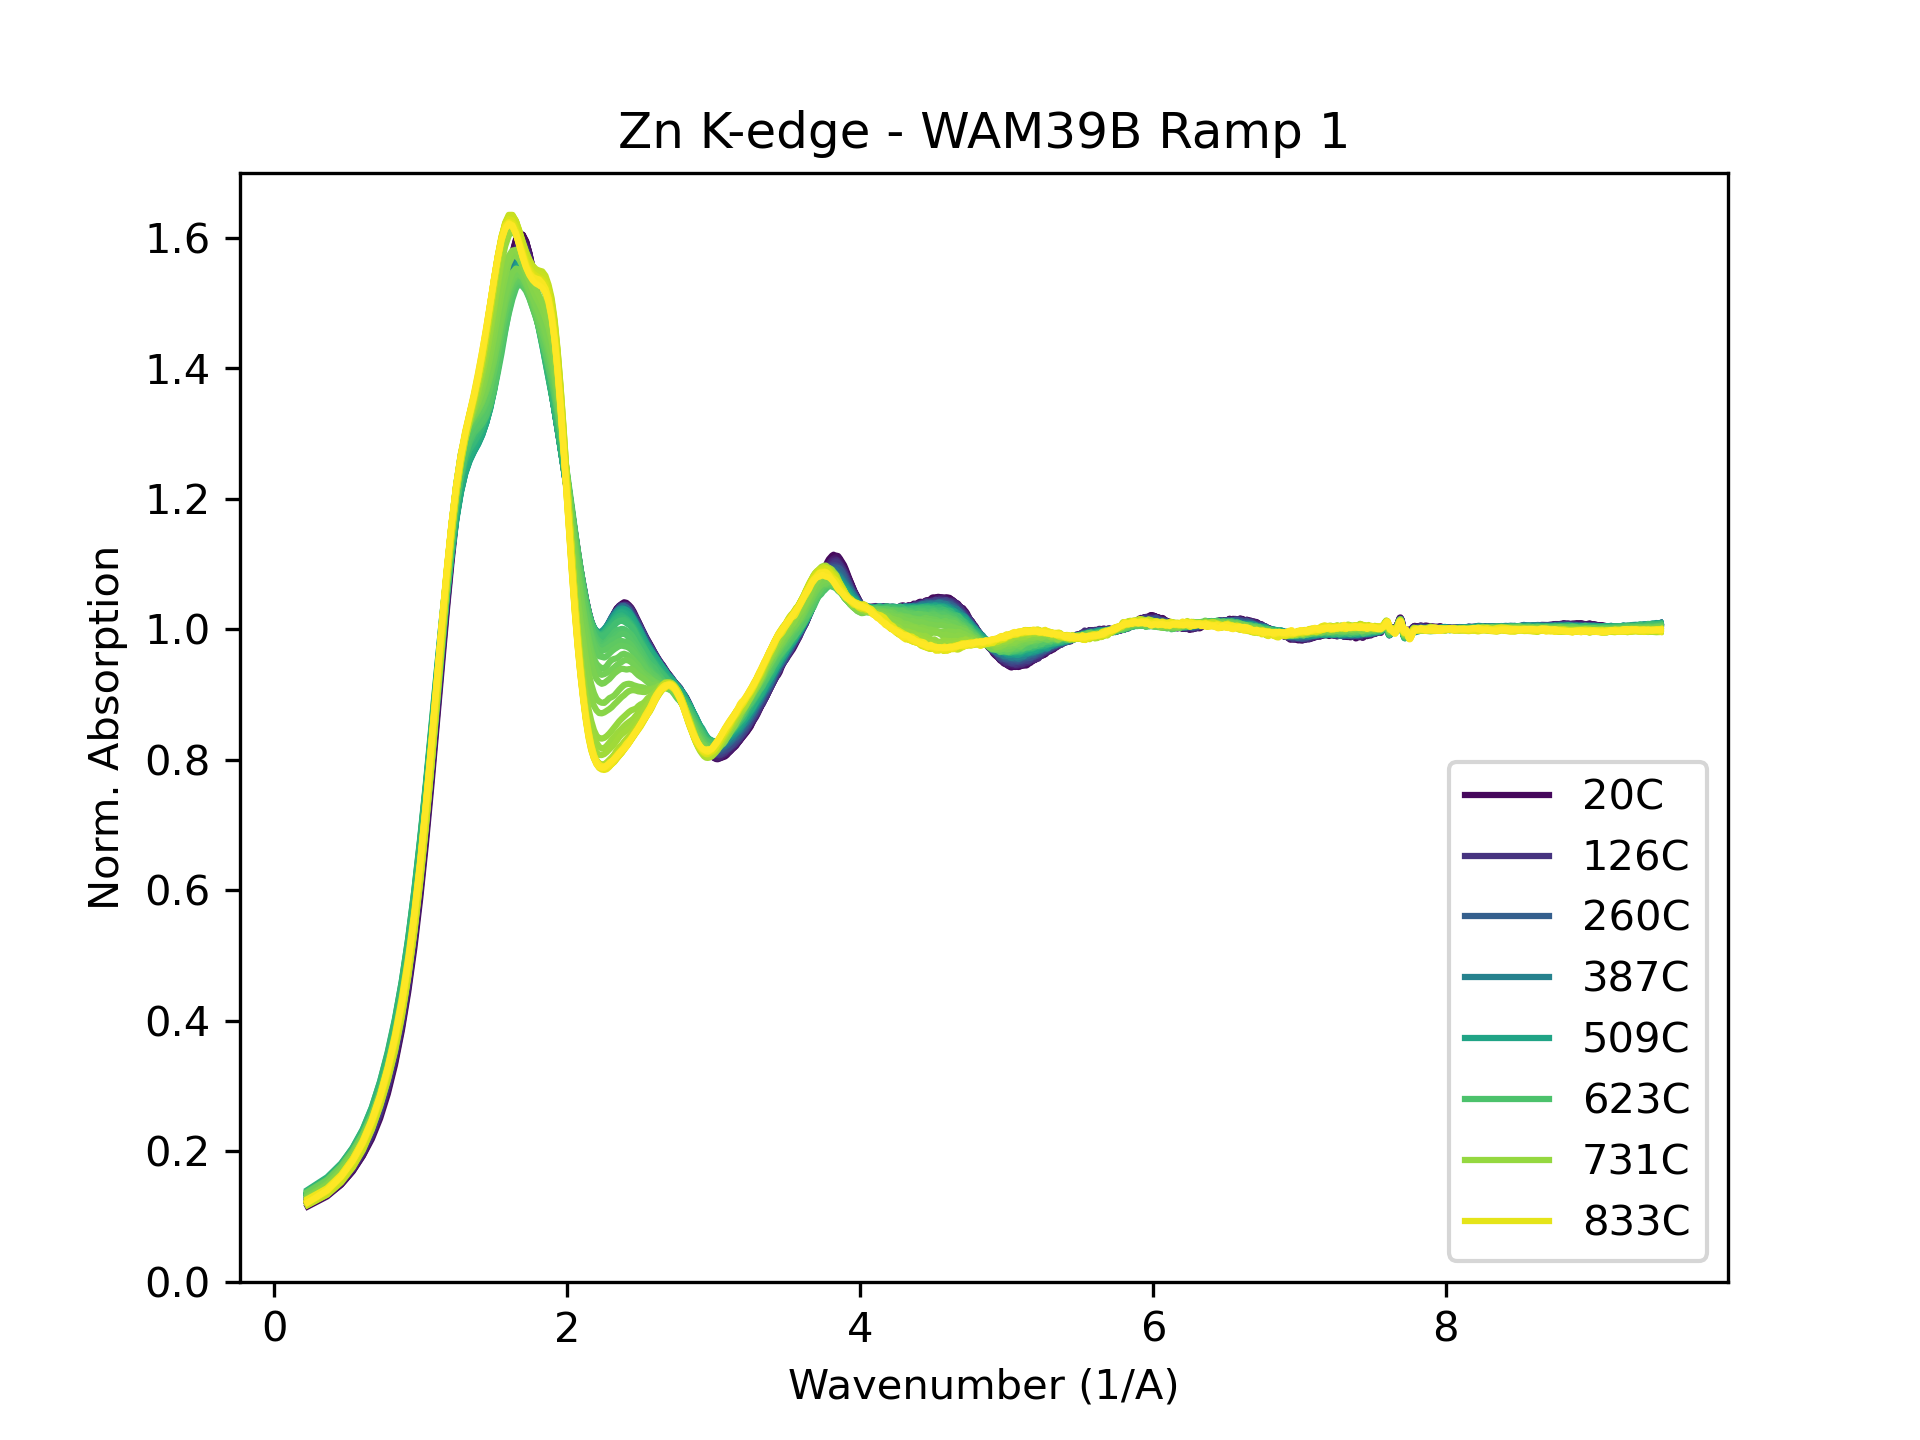 Zn K-edge - WAM39B Ramp 1
Norm. Absorption
1.6
1.4
1.2
1.0
0.8
0.6
0.4
0.2
0.0
20C
126C
260C
387C
509C
623C
731C
833C
0 2 4 6 8
Wavenumber (1/A)